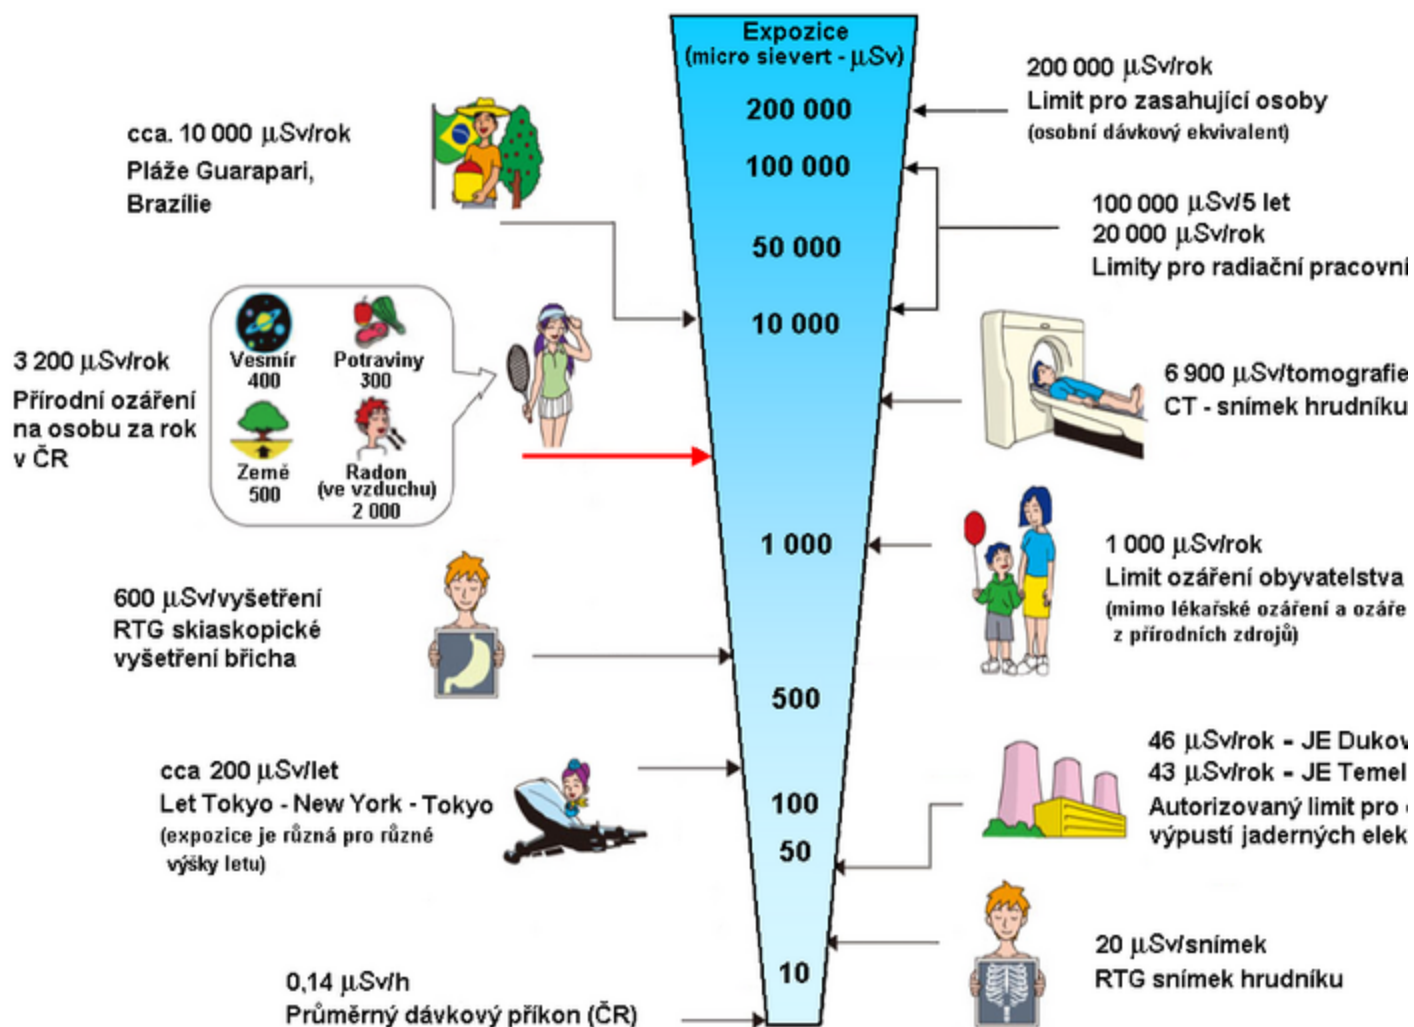 Expozice
(micro sievert - µSv)
200 000
100 000
50 000
10 000
1 000
500
100
50
10
cca. 10 000 µSv/rok
Pláže Guarapari,
Brazílie
3 200 µSv/rok
Přírodní ozáření
na osobu za rok
v ČR
Vesmír
400
Potraviny
300
Země
500
Radon
(ve vzduchu)
2 000
600 µSv/vyšetření
RTG skiaskopické
vyšetření břicha
cca 200 µSv/let
Let Tokyo - New York - Tokyo
(expozice je různá pro různé
výšky letu)
0,14 µSv/h
Průměrný dávkový příkon (ČR)
200 000 µSv/rok
Limit pro zasahující osoby
(osobní dávkový ekvivalent)
100 000 µSv/5 let
20 000 µSv/rok
Limity pro radiační pracovní
6 900 µSv/tomografie
CT - snímek hrudníku
1 000 µSv/rok
Limit ozáření obyvatelstva
(mimo lékařské ozáření a ozáře
z přírodních zdrojů)
46 µSv/rok - JE Dukov
43 µSv/rok - JE Temel
Autorizovaný limit pro
výpustí jaderných elek
20 µSv/snímek
RTG snímek hrudníku